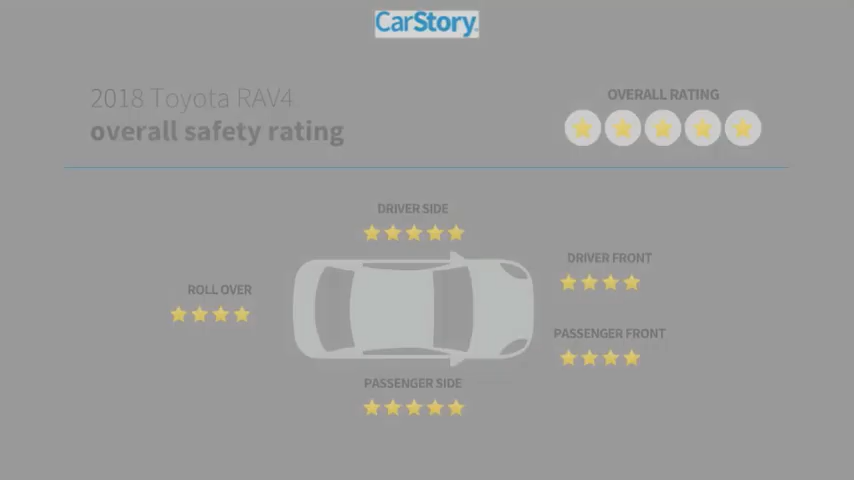 CarStory
2018 Toyota RAV4
overall safety rating
OVERALL RATING
DRIVER SIDE
DRIVER FRONT
ROLL OVER
PASSENGER FRONT
PASSENGER SIDE